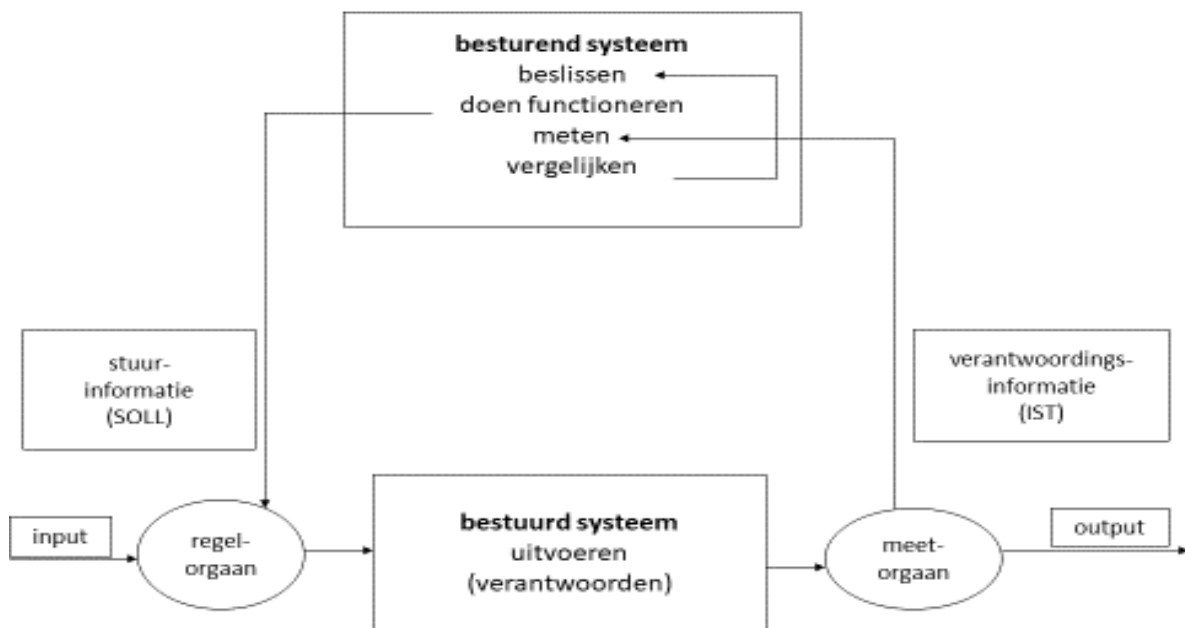 besturend systeem
beslissen
doen functioneren
meten
vergelijken
stuur-
informatie
(SOLL)
verantwoordings-
informatie
(IST)
input
regel-
orgaan
bestuurd systeem
uitvoeren
(verantwoorden)
meet-
orgaan
output